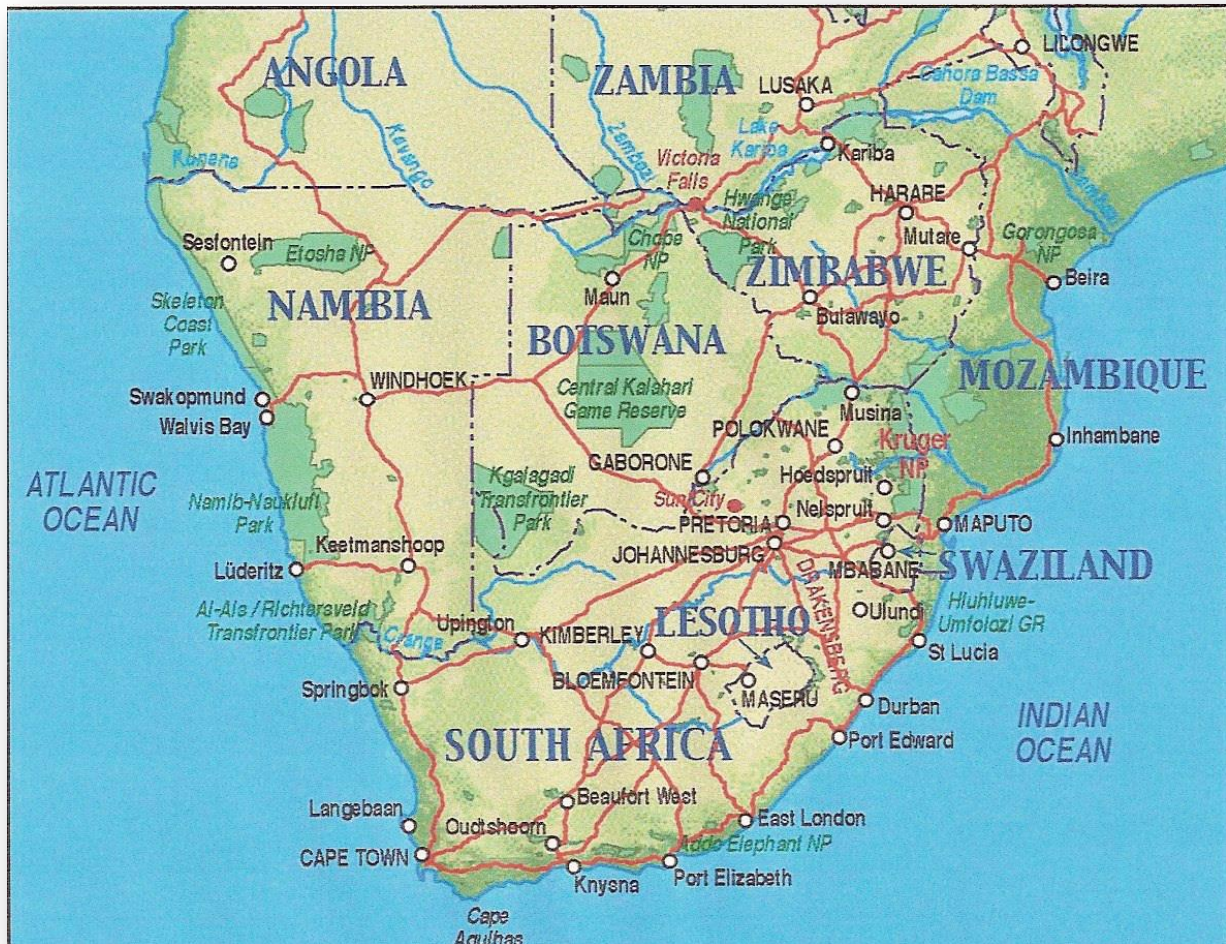 LILONGWE
ANGOLA
ZAMBIA
LUSAKA
Cahora Bassa
Dam
Kunene
Kavango
Zambezi
Lake
Kariba
Kariba
Victoria
Falls
Zambezi
HARARE
Hwange
National
Park
Mutare
Gorongosa
NP
Sesfontein
Etosha NP
Chobe
NP
ZIMBABWE
Beira
Maun
Skeleton
Coast
Park
NAMIBIA
Bulawayo
BOTSWANA
MOZAMBIQUE
Swakopmund
WINDHOEK
Central Kalahari
Game Reserve
Walvis Bay
Musina
POLOKWANE
Kruger
NP
Inhambane
GABORONE
Hoedspruit
ATLANTIC
OCEAN
Kgalagadi
Transfrontier
Park
Namib-Naukluft
Park
Sun City
Nelspruit
PRETORIA
MAPUTO
Keetmanshoop
JOHANNESBURG
MBABANE
SWAZILAND
Lüderitz
DRAKENSBERG
Hluhluwe-
Umfolozi GR
Ai-Ais / Richtersveld
Transfrontier Park
Orange
Upington
KIMBERLEY
LESOTHO
Ulundi
St Lucia
Springbok
BLOEMFONTEIN
MASERU
Durban
INDIAN
OCEAN
SOUTH AFRICA
Port Edward
Langebaan
Beaufort West
East London
Oudtshoorn
Addo Elephant NP
CAPE TOWN
Knysna
Port Elizabeth
Cape
Agulhas